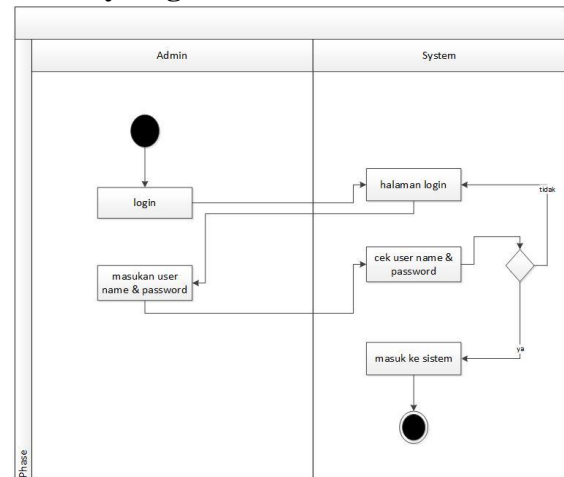 Admin
System
login
halaman login
tidak
masukan user
name & password
cek user name &
password
ya
masuk ke sistem
Phase